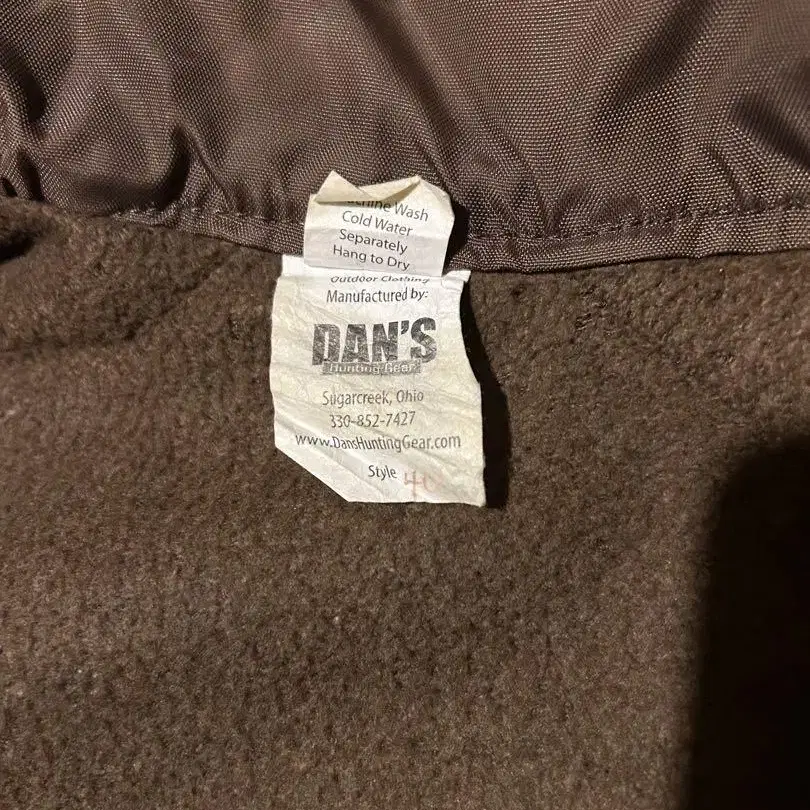 Wash
Cold Water
Separately
Hang to Dry
Outdoor Clothing
Manufactured by:
DAN'S
Hunting Gear
Sugarcreek, Ohio
330-852-7427
www.DansHuntingGear.com
Style